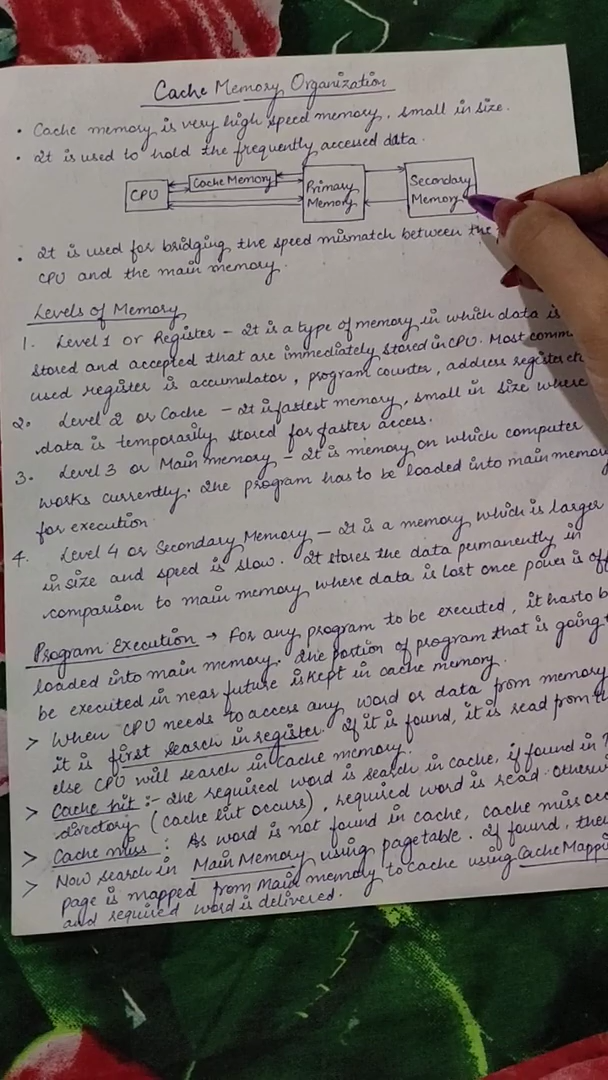 Cache Memory Organization
• Cache memory is very high speed memory, small in size.
• It is used to hold the frequently accessed data.
CPU
Cache Memory
Primary Memory
Secondary Memory
• It is used for bridging the speed mismatch between the
CPU and the main memory.
Levels of Memory
1. Level 1 or Register - It is a type of memory in which data is
stored and accepted that are immediately stored in CPU. Most comm
used register is accumulator, program counter, address register etc
2. Level 2 or Cache - It is fastest memory, small in size where
data is temporarily stored for faster access.
3. Level 3 or Main memory - It is memory on which computer
works currently. The program has to be loaded into main memor
for execution
4. Level 4 or Secondary Memory - It is a memory which is larger
in size and speed is slow. It stores the data permanently in
comparison to main memory where data is lost once power is off
Program Execution → For any program to be executed, it has to b
loaded into main memory. The portion of program that is going
be executed in near future is kept in cache memory.
> When CPU needs to access any word or data from memory
it is first search in register. If it is found, it is read from
else CPU will search in cache memory.
> Cache hit :- The required word is search in cache, if found in
directory (cache hit occurs), required word is read. Otherwi
> Cache miss : As word is not found in cache, cache miss occ
> Now search in Main Memory using page table. If found, the
page is mapped from Main memory to cache using Cache Mappi
and required word is delivered.